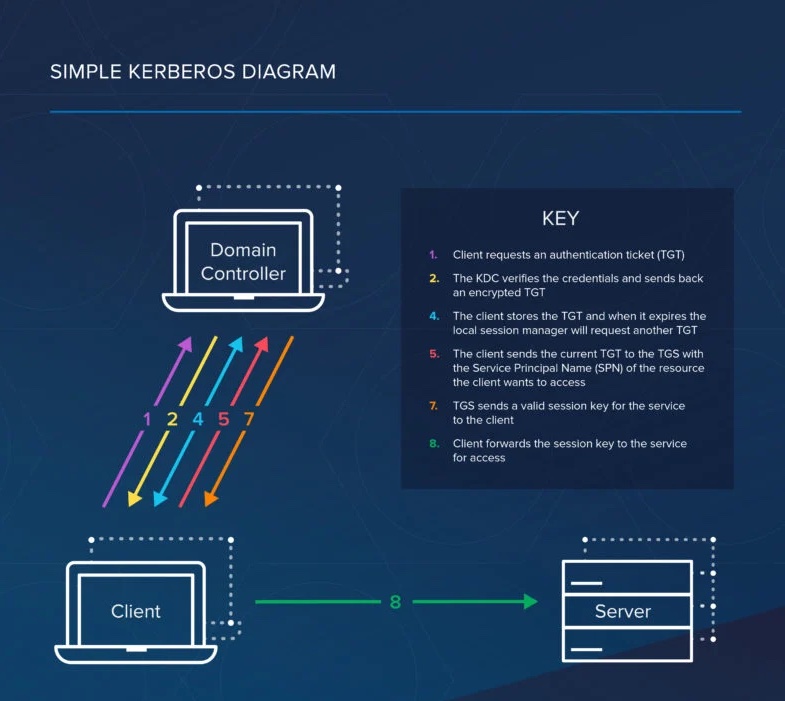 SIMPLE KERBEROS DIAGRAM
Domain
Controller
KEY
1. Client requests an authentication ticket (TGT)
2. The KDC verifies the credentials and sends back
an encrypted TGT
4. The client stores the TGT and when it expires the
local session manager will request another TGT
5. The client sends the current TGT to the TGS with
the Service Principal Name (SPN) of the resource
the client wants to access
7. TGS sends a valid session key for the service
to the client
8. Client forwards the session key to the service
for access
1 2 4 5 7
Client
8
Server